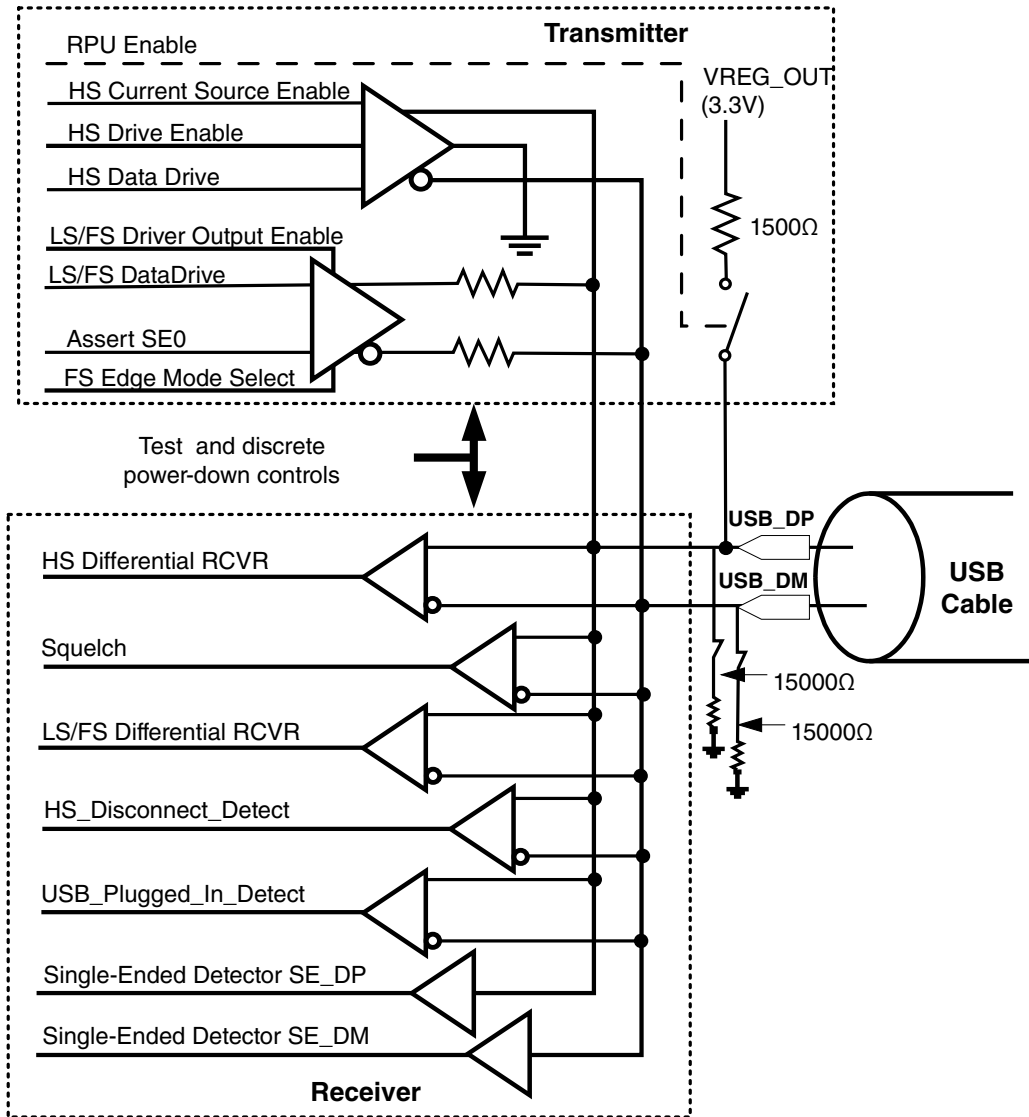 Transmitter
RPU Enable
VREG_OUT
(3.3V)
HS Current Source Enable
HS Drive Enable
HS Data Drive
1500Ω
LS/FS Driver Output Enable
LS/FS DataDrive
Assert SE0
FS Edge Mode Select
Test and discrete
power-down controls
USB_DP
HS Differential RCVR
USB_DM
USB
Cable
Squelch
15000Ω
LS/FS Differential RCVR
15000Ω
HS_Disconnect_Detect
USB_Plugged_In_Detect
Single-Ended Detector SE_DP
Single-Ended Detector SE_DM
Receiver